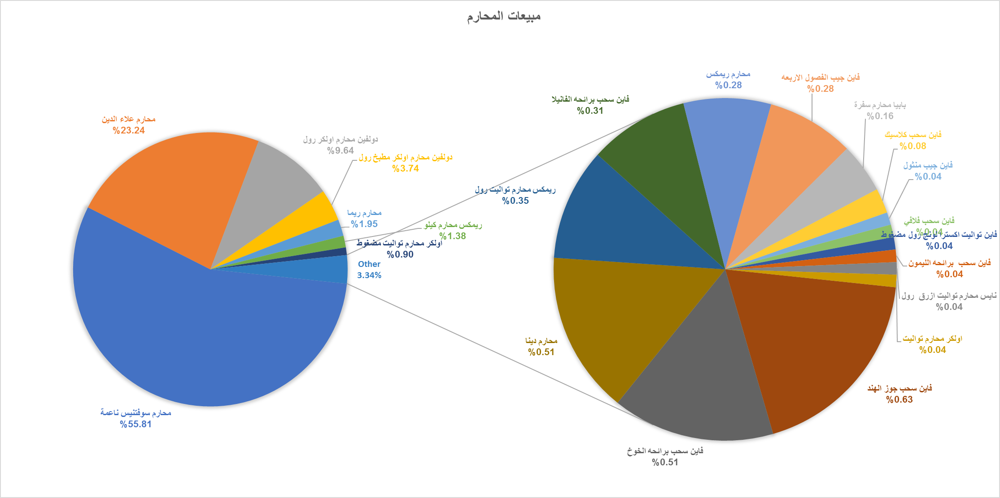 مبيعات المحارم
محارم علاء الدين
%23.24
دولفين محارم اولكر رول
%9.64
دولفين محارم اولكر مطبخ رول
%3.74
محارم ريما
%1.95
ريمكس محارم كيلو
%1.38
اولكر محارم تواليت مضغوط
%0.90
Other
3.34%
محارم سوفتنيس ناعمة
%55.81
محارم ريمكس
%0.28
فاين جيب الفصول الاربعه
%0.28
فاين سحب برائحه الفانيلا
%0.31
بابيا محارم سفرة
%0.16
فاين سحب كلاسيك
%0.08
فاين جيب منثول
%0.04
ريمكس محارم تواليت رول
%0.35
فاين سحب فلافي
%0.04
فاين تواليت اكسترا لونج رول مضغوط
%0.04
فاين سحب  برائحه الليمون
%0.04
نايس محارم تواليت ازرق  رول
%0.04
اولكر محارم تواليت
%0.04
محارم دينا
%0.51
فاين سحب جوز الهند
%0.63
فاين سحب برائحه الخوخ
%0.51